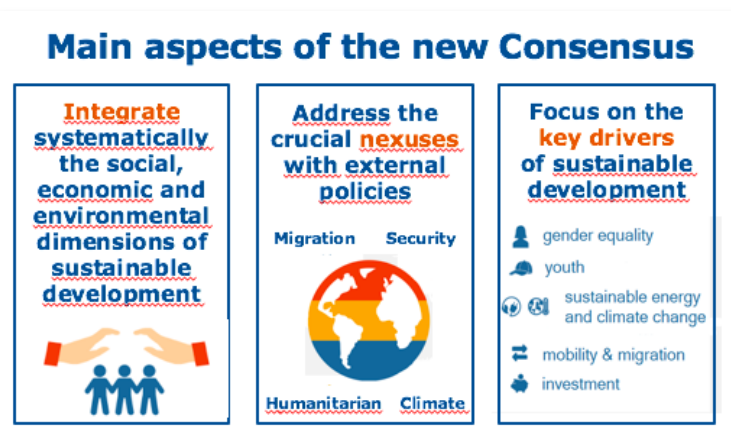 Main aspects of the new Consensus
Integrate
systematically
the social,
economic and
environmental
dimensions of
sustainable
development
Address the
crucial nexuses
with external
policies
Migration Security
Humanitarian Climate
Focus on the
key drivers
of sustainable
development
gender equality
youth
sustainable energy
and climate change
mobility & migration
investment